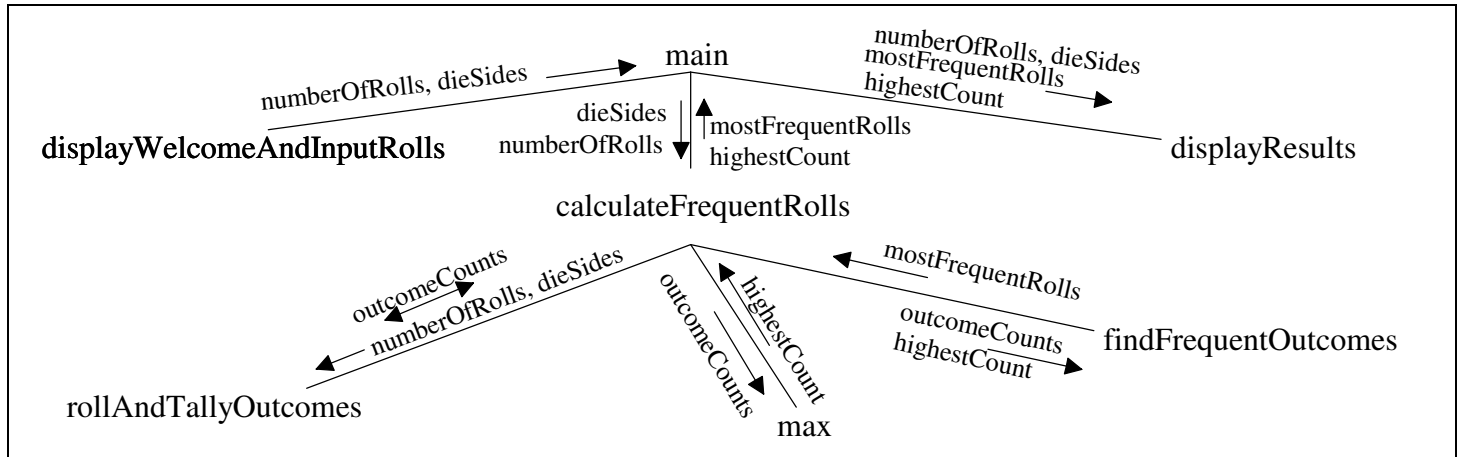 main
numberOfRolls, dieSides
mostFrequentRolls
highestCount
numberOfRolls, dieSides
displayWelcomeAndInputRolls
dieSides
numberOfRolls
mostFrequentRolls
highestCount
displayResults
calculateFrequentRolls
outcomeCounts
numberOfRolls, dieSides
outcomeCounts
highestCount
mostFrequentRolls
outcomeCounts
highestCount
findFrequentOutcomes
rollAndTallyOutcomes
max